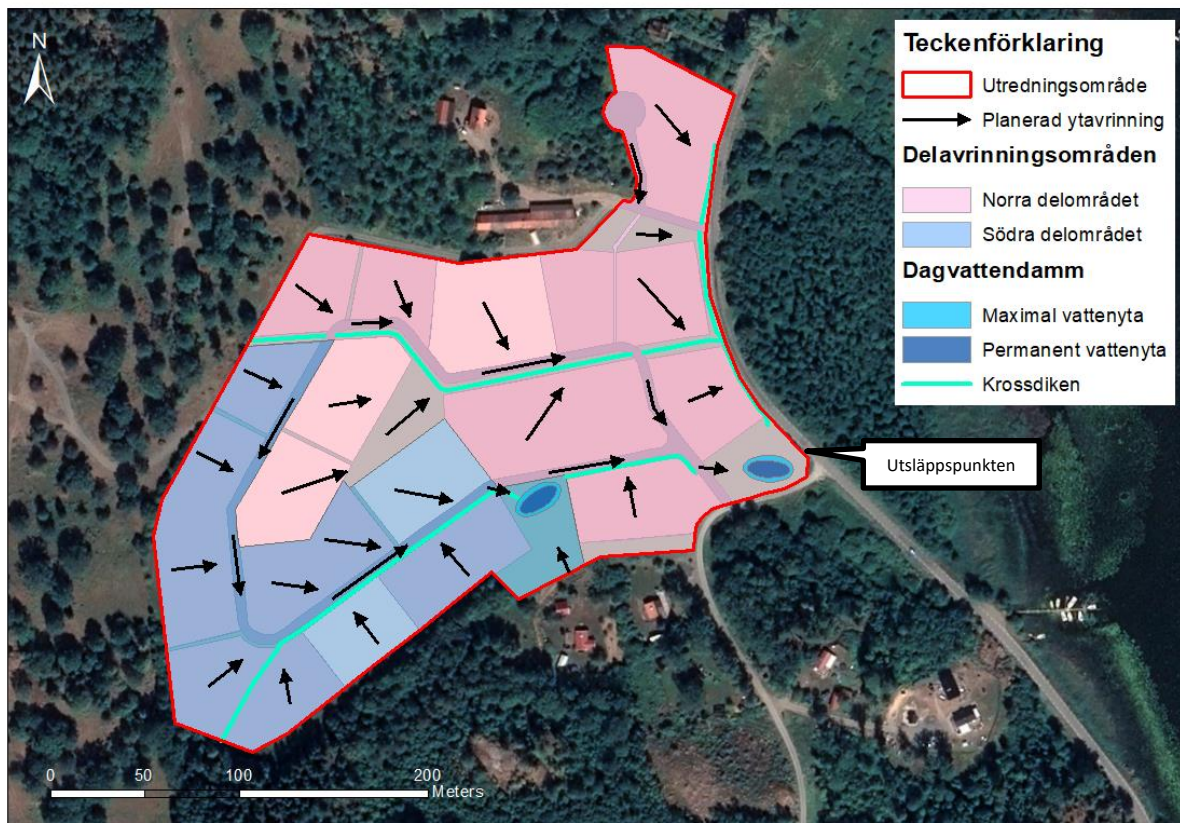 N
Teckenförklaring
Utredningsområde
Planerad ytavrinning
Delavrinningsområden
Norra delområdet
Södra delområdet
Dagvattendamm
Maximal vattenyta
Permanent vattenyta
Krossdiken
Utsläppspunkten
0 50 100 200
Meters